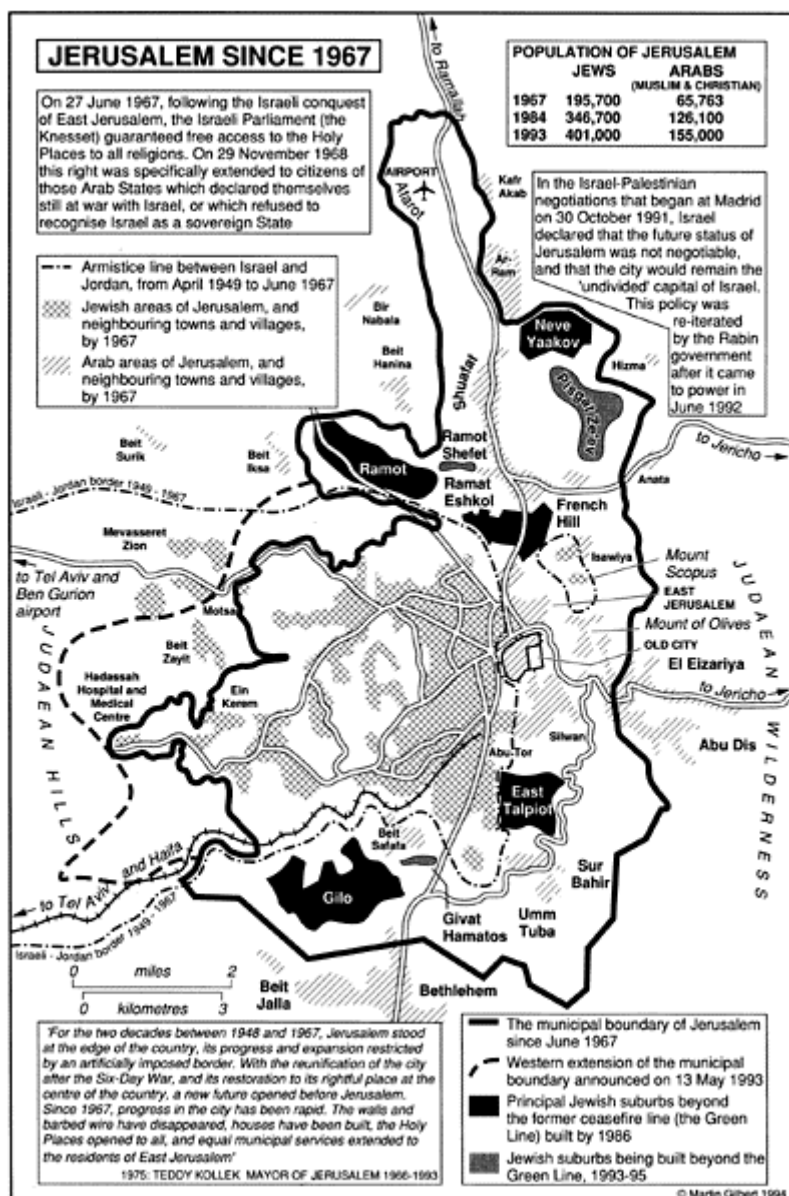 JERUSALEM SINCE 1967
On 27 June 1967, following the Israeli conquest
of East Jerusalem, the Israeli Parliament (the
Knesset) guaranteed free access to the Holy
Places to all religions. On 29 November 1968
this right was specifically extended to citizens of
those Arab States which declared themselves
still at war with Israel, or which refused to
recognise Israel as a sovereign State
POPULATION OF JERUSALEM
JEWS ARABS
(MUSLIM & CHRISTIAN)
1967 195,700 65,763
1984 346,700 126,100
1993 401,000 155,000
In the Israel-Palestinian
negotiations that began at Madrid
on 30 October 1991, Israel
declared that the future status of
Jerusalem was not negotiable,
and that the city would remain the
'undivided' capital of Israel.
This policy was
re-iterated
by the Rabin
government
after it came
to power in
June 1992
Armistice line between Israel and
Jordan, from April 1949 to June 1967
Jewish areas of Jerusalem, and
neighbouring towns and villages,
by 1967
Arab areas of Jerusalem, and
neighbouring towns and villages,
by 1967
to Ramallah
AIRPORT
Atarot
Kafr
Akab
Ar-
Ram
Bir
Nabala
Beit
Hanina
Neve
Yaakov
Hizma
Shuafat
Pisgat Zeev
Beit
Surik
Beit
Iksa
Ramot
Ramot
Shefet
Ramat
Eshkol
to Jericho
Anata
Israeli - Jordan border 1949 - 1967
French
Hill
Mevasseret
Zion
Isawiya
Mount
Scopus
to Tel Aviv and
Ben Gurion
airport
Motsa
EAST
JERUSALEM
Mount of Olives
OLD CITY
El Eizariya
JUDAEAN WILDERNESS
JUDAEAN HILLS
Beit
Zayit
Hadassah
Hospital and
Medical
Centre
Ein
Kerem
to Jericho
Silwan
Abu-Tor
Abu Dis
East
Talpiot
Beit
Safafa
Sur
Bahir
to Tel Aviv and Haifa
Gilo
Givat
Hamatos
Umm
Tuba
Israeli - Jordan border 1949 - 1967
0 miles 2
0 kilometres 3
Beit
Jalla
Bethlehem
'For the two decades between 1948 and 1967, Jerusalem stood
at the edge of the country, its progress and expansion restricted
by an artificially imposed border. With the reunification of the city
after the Six-Day War, and its restoration to its rightful place at the
centre of the country, a new future opened before Jerusalem.
Since 1967, progress in the city has been rapid. The walls and
barbed wire have disappeared, houses have been built, the Holy
Places opened to all, and equal municipal services extended to
the residents of East Jerusalem'
1975: TEDDY KOLLEK MAYOR OF JERUSALEM 1966-1993
The municipal boundary of Jerusalem
since June 1967
Western extension of the municipal
boundary announced on 13 May 1993
Principal Jewish suburbs beyond
the former ceasefire line (the Green
Line) built by 1986
Jewish suburbs being built beyond the
Green Line, 1993-95
© Martin Gilbert 1994